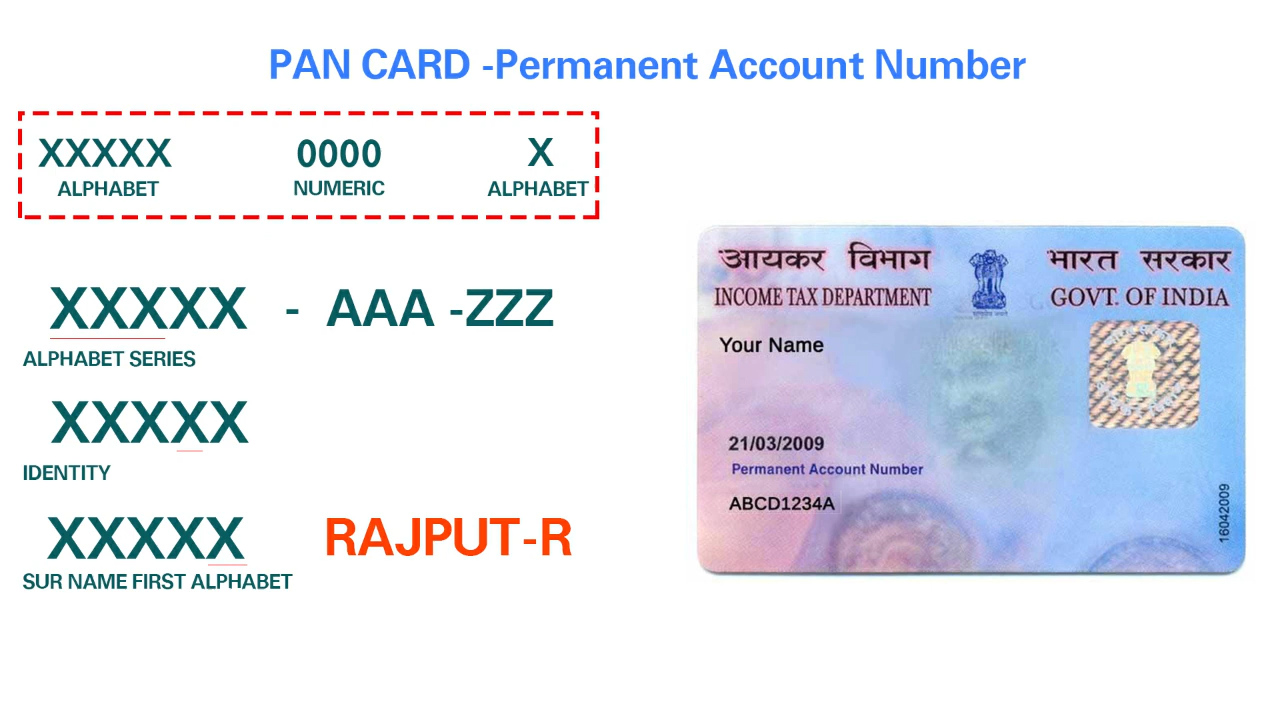 PAN CARD -Permanent Account Number
XXXXX 0000 X
ALPHABET NUMERIC ALPHABET
XXXXX - AAA -ZZZ
ALPHABET SERIES
XXXXX
IDENTITY
XXXXX RAJPUT-R
SUR NAME FIRST ALPHABET
आयकर विभाग भारत सरकार
INCOME TAX DEPARTMENT GOVT. OF INDIA
Your Name
21/03/2009
Permanent Account Number
ABCD1234A
16042009